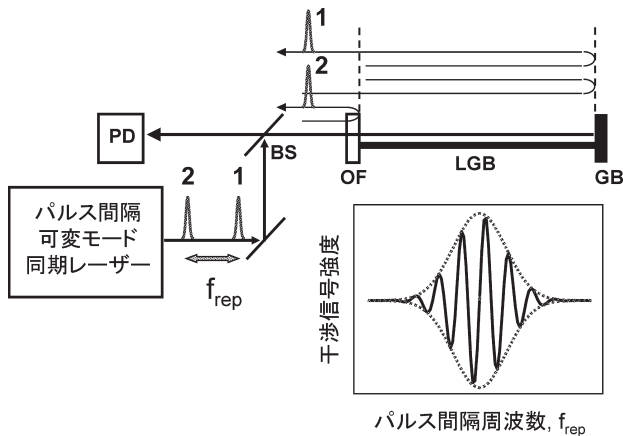 1
2
PD
BS
OF
LGB
GB
2
1
パルス間隔
可変モード
同期レーザー
frep
干渉信号強度
パルス間隔周波数, frep